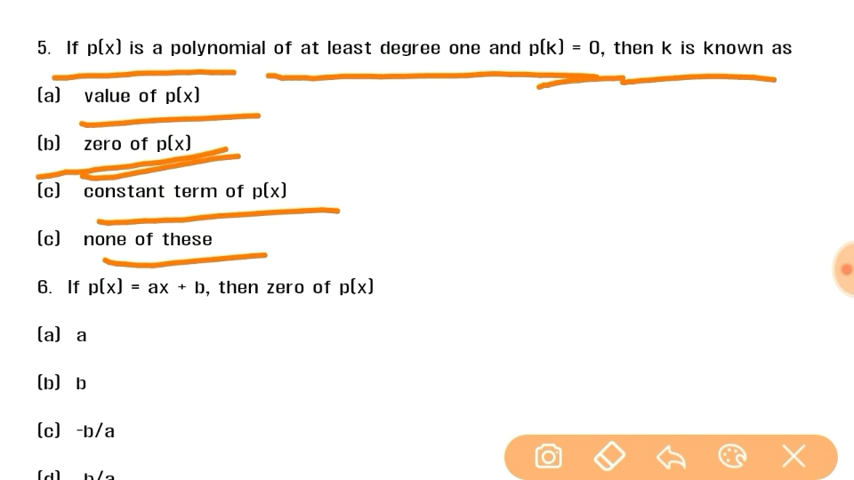 5. If p(x) is a polynomial of at least degree one and p(k) = 0, then k is known as
(a) value of p(x)
(b) zero of p(x)
(c) constant term of p(x)
(c) none of these
6. If p(x) = ax + b, then zero of p(x)
(a) a
(b) b
(c) -b/a
(d) b/a